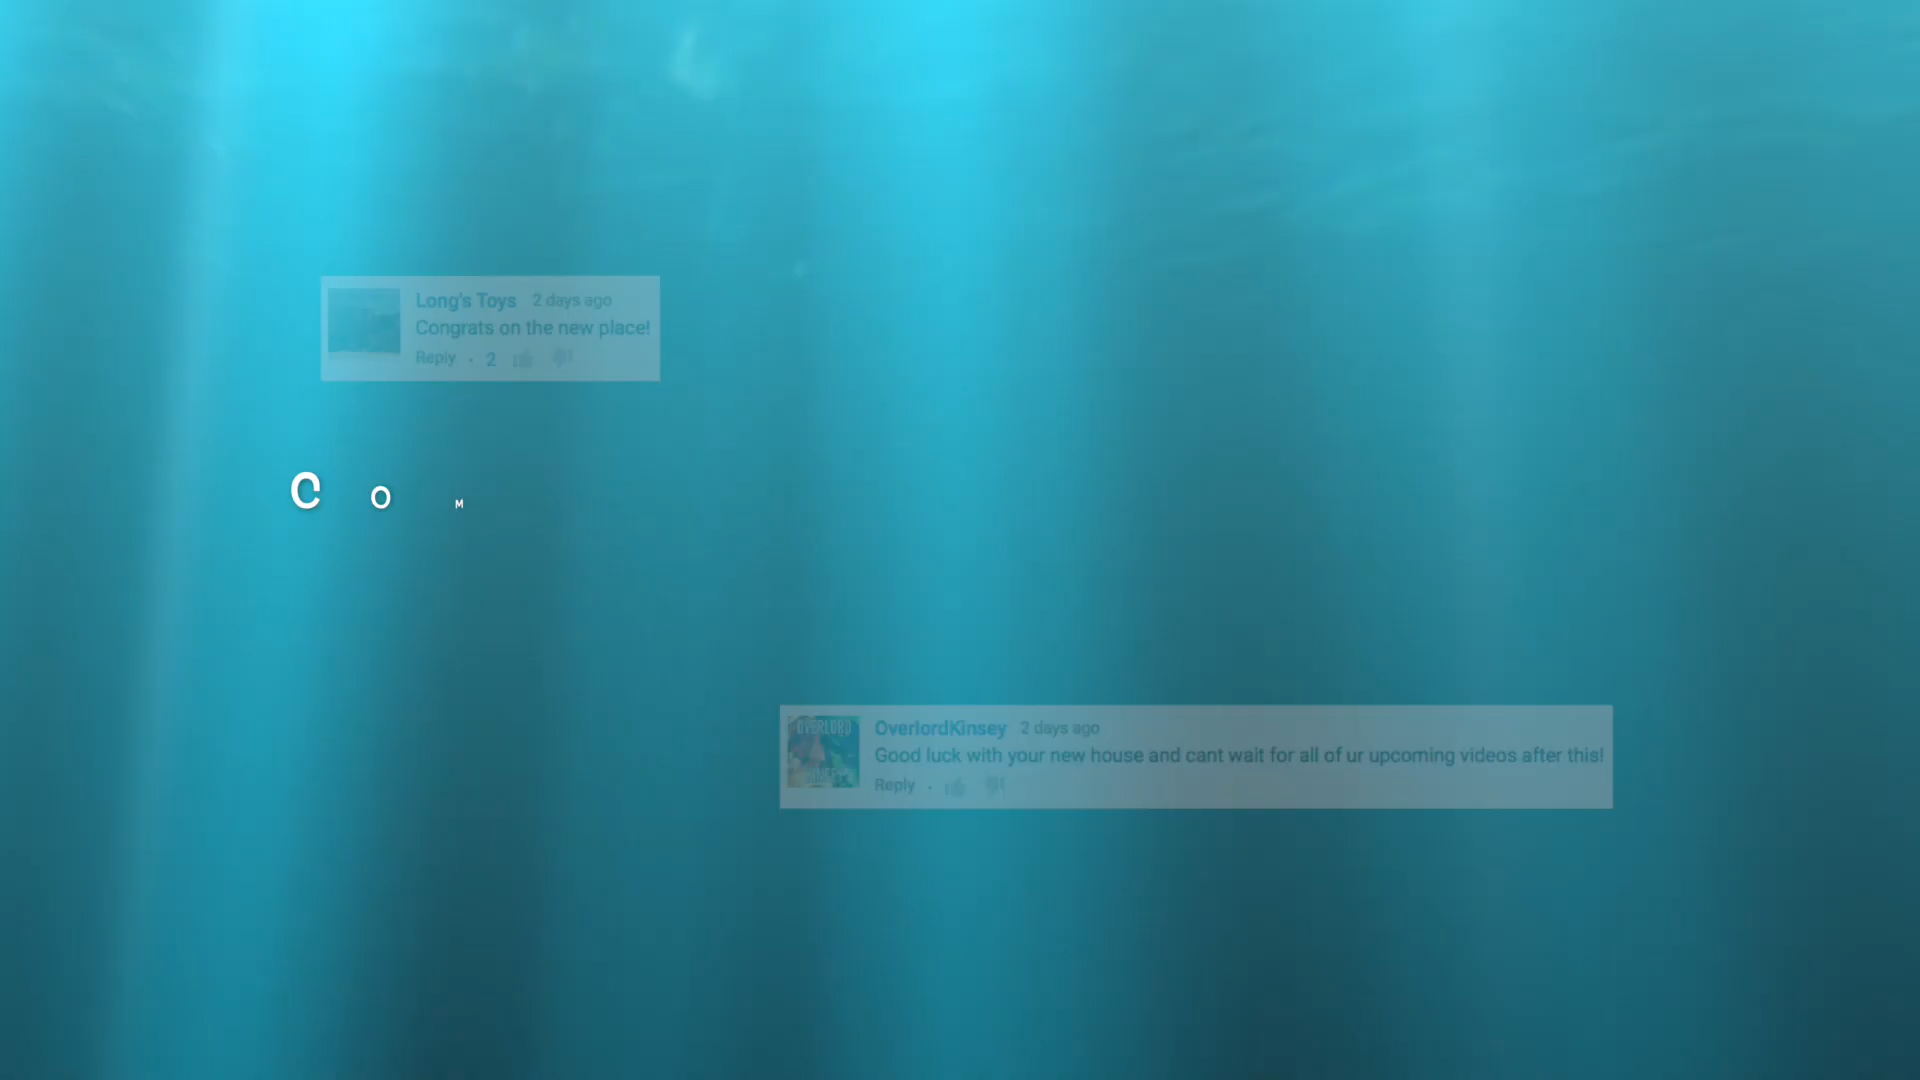 Long's Toys 2 days ago
Congrats on the new place!
Reply · 2
C O M
OVERLORD
OverlordKinsey 2 days ago
Good luck with your new house and cant wait for all of ur upcoming videos after this!
Reply ·